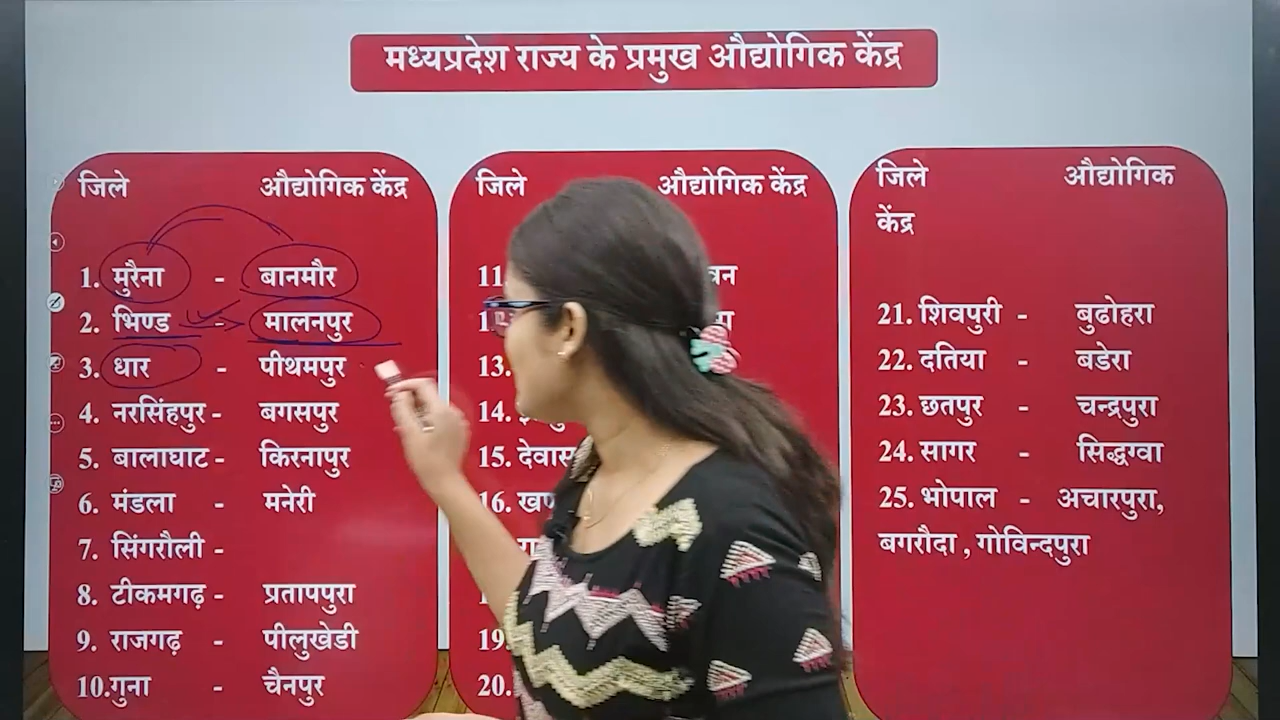 मध्यप्रदेश राज्य के प्रमुख औद्योगिक केंद्र
जिले औद्योगिक केंद्र
1. मुरैना - बानमौर
2. भिण्ड - मालनपुर
3. धार - पीथमपुर
4. नरसिंहपुर - बगसपुर
5. बालाघाट - किरनापुर
6. मंडला - मनेरी
7. सिंगरौली -
8. टीकमगढ़ - प्रतापपुरा
9. राजगढ़ - पीलुखेडी
10.गुना - चैनपुर
जिले औद्योगिक केंद्र
11.
13.
14.
15. देवास
16.
19.
20.
जिले औद्योगिक
केंद्र
21. शिवपुरी - बुढोहरा
22. दतिया - बडेरा
23. छतपुर - चन्द्रपुरा
24. सागर - सिद्धग्वा
25. भोपाल - अचारपुरा,
बगरौदा , गोविन्दपुरा